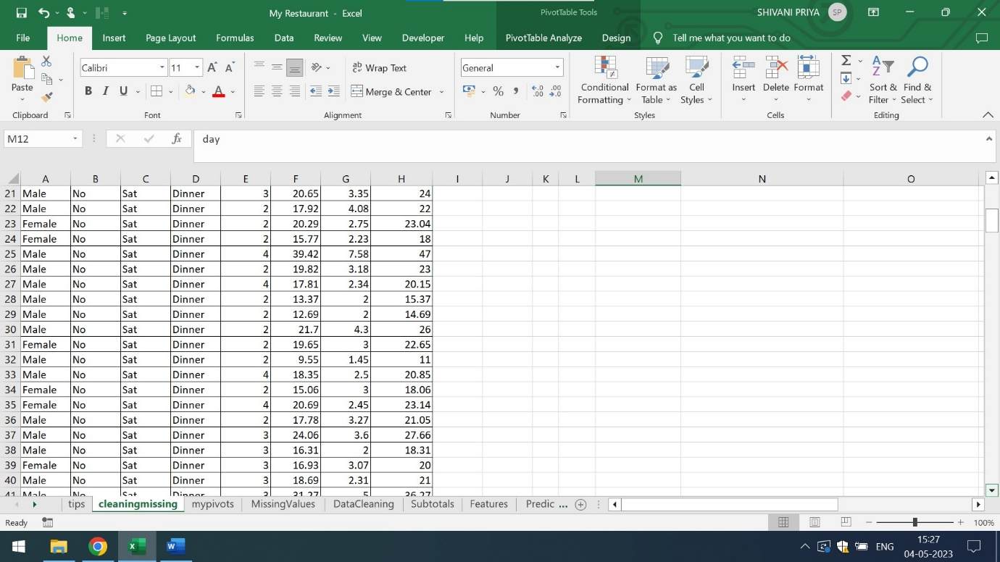 My Restaurant - Excel
PivotTable Tools
SHIVANI PRIYA
SP
File Home Insert Page Layout Formulas Data Review View Developer Help PivotTable Analyze Design Tell me what you want to do
Calibri 11 ab Wrap Text General
Paste B I U A Merge & Center % Conditional Formatting Format as Table Cell Styles Insert Delete Format Sort & Filter Find & Select
Clipboard Font Alignment Number Styles Cells Editing
M12 fx day
A B C D E F G H I J K L M N O
21 Male No Sat Dinner 3 20.65 3.35 24
22 Male No Sat Dinner 2 17.92 4.08 22
23 Female No Sat Dinner 2 20.29 2.75 23.04
24 Female No Sat Dinner 2 15.77 2.23 18
25 Male No Sat Dinner 4 39.42 7.58 47
26 Male No Sat Dinner 2 19.82 3.18 23
27 Male No Sat Dinner 4 17.81 2.34 20.15
28 Male No Sat Dinner 2 13.37 2 15.37
29 Male No Sat Dinner 2 12.69 2 14.69
30 Male No Sat Dinner 2 21.7 4.3 26
31 Female No Sat Dinner 2 19.65 3 22.65
32 Male No Sat Dinner 2 9.55 1.45 11
33 Male No Sat Dinner 4 18.35 2.5 20.85
34 Female No Sat Dinner 2 15.06 3 18.06
35 Female No Sat Dinner 4 20.69 2.45 23.14
36 Male No Sat Dinner 2 17.78 3.27 21.05
37 Male No Sat Dinner 3 24.06 3.6 27.66
38 Male No Sat Dinner 3 16.31 2 18.31
39 Female No Sat Dinner 3 16.93 3.07 20
40 Male No Sat Dinner 3 18.69 2.31 21
41 Male No Sat Dinner 3 31.27 5 36.27
tips cleaningmissing mypivots MissingValues DataCleaning Subtotals Features Predic ...
Ready 100%
ENG 15:27
04-05-2023